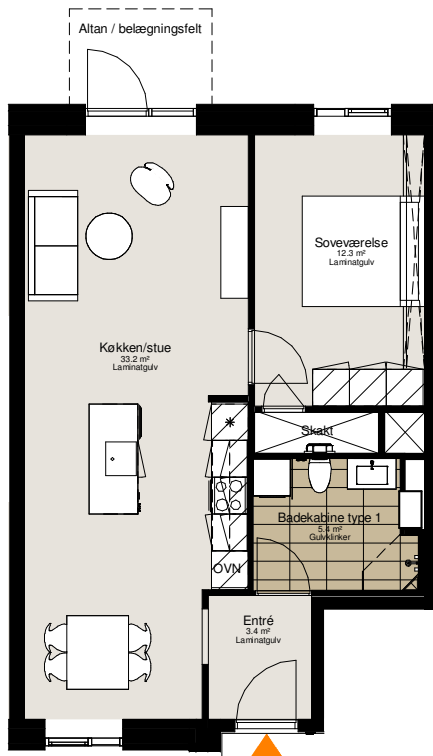 Altan / belægningsfelt
Soveværelse
12.3 m²
Laminatgulv
Køkken/stue
33.2 m²
Laminatgulv
Skakt
Badekabine type 1
5.4 m²
Gulvklinker
OVN
Entré
3.4 m²
Laminatgulv